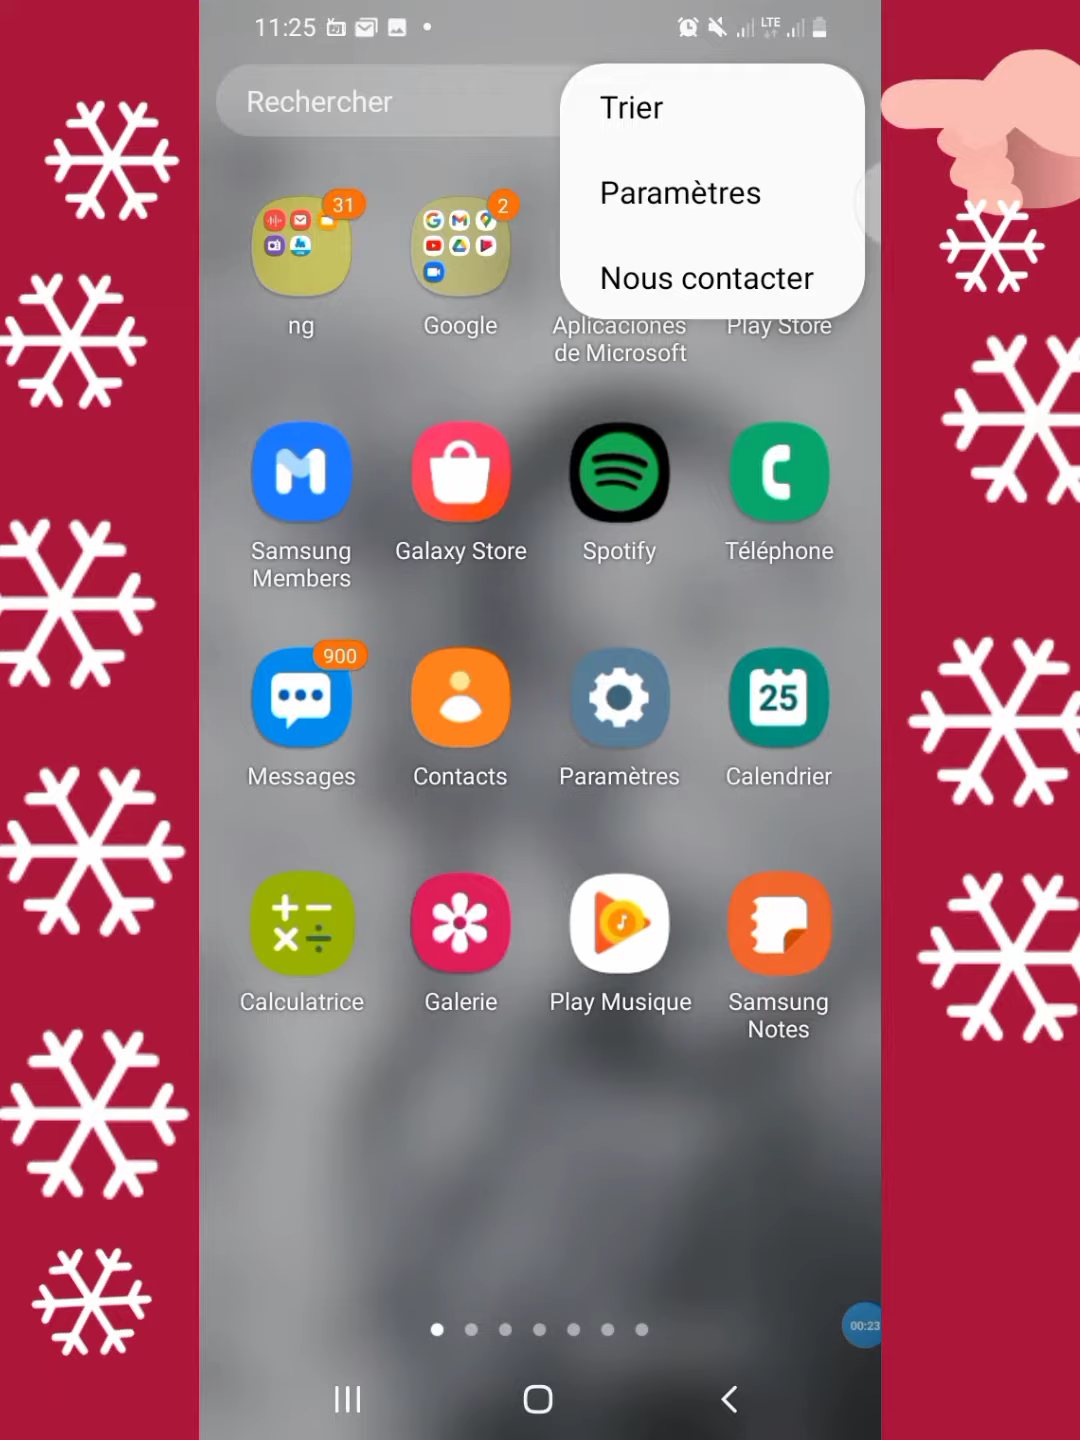 11:25
LTE
Rechercher
Trier
Paramètres
Nous contacter
31
2
ng
Google
Aplicaciones
de Microsoft
Play Store
Samsung
Members
Galaxy Store
Spotify
Téléphone
900
25
Messages
Contacts
Paramètres
Calendrier
Calculatrice
Galerie
Play Musique
Samsung
Notes
00:23